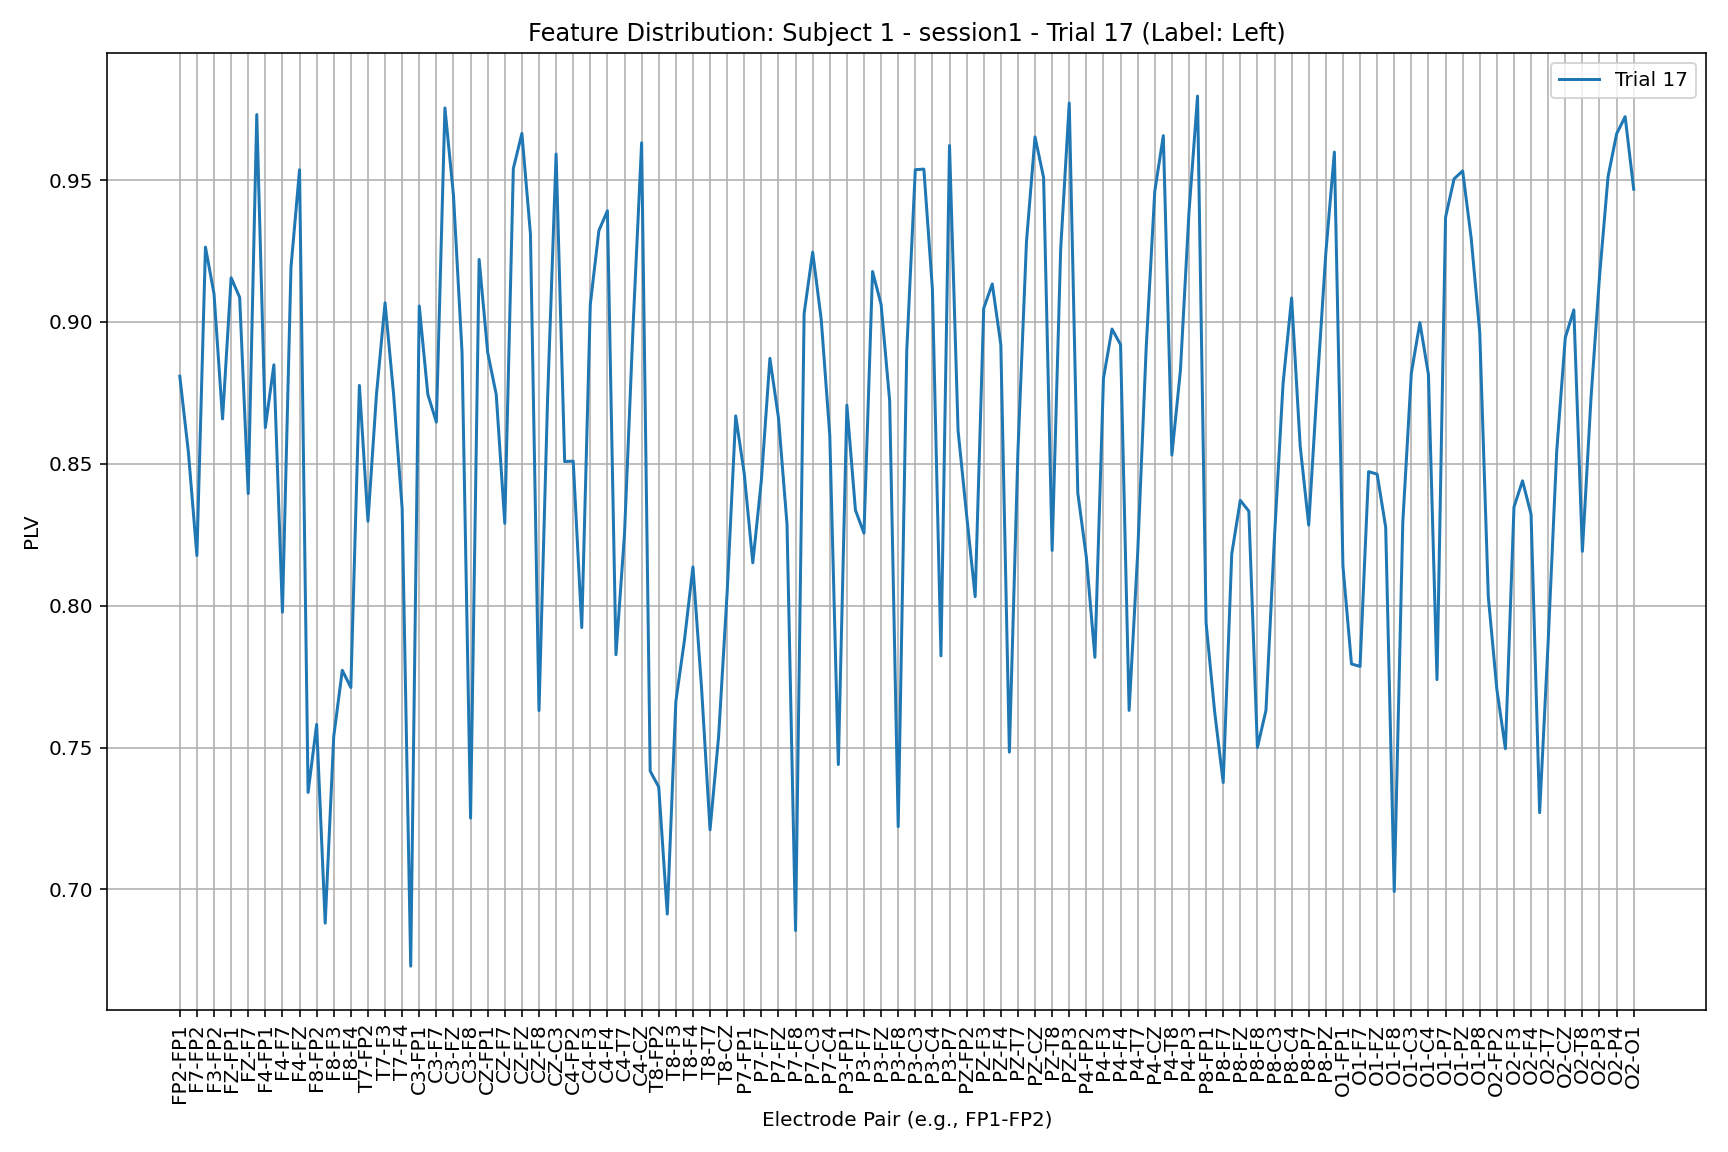 Feature Distribution: Subject 1 - session1 - Trial 17 (Label: Left)
Trial 17
0.95
0.90
0.85
0.80
0.75
0.70
PLV
FP2-FP1
F7-FP2
F3-FP2
FZ-FP1
FZ-F7
F4-FP1
F4-F7
F4-FZ
F8-FP2
F8-F3
F8-F4
T7-FP2
T7-F3
T7-F4
C3-FP1
C3-F7
C3-FZ
C3-F8
CZ-FP1
CZ-F7
CZ-FZ
CZ-F8
CZ-C3
C4-FP2
C4-F3
C4-F4
C4-T7
C4-CZ
T8-FP2
T8-F3
T8-F4
T8-T7
T8-CZ
P7-FP1
P7-F7
P7-FZ
P7-F8
P7-C3
P7-C4
P3-FP1
P3-F7
P3-FZ
P3-F8
P3-C3
P3-C4
P3-P7
PZ-FP2
PZ-F3
PZ-F4
PZ-T7
PZ-CZ
PZ-T8
PZ-P3
P4-FP2
P4-F3
P4-F4
P4-T7
P4-CZ
P4-T8
P4-P3
P8-FP1
P8-F7
P8-FZ
P8-F8
P8-C3
P8-C4
P8-P7
P8-PZ
O1-FP1
O1-F7
O1-FZ
O1-F8
O1-C3
O1-C4
O1-P7
O1-PZ
O1-P8
O2-FP2
O2-F3
O2-F4
O2-T7
O2-CZ
O2-T8
O2-P3
O2-P4
O2-O1
Electrode Pair (e.g., FP1-FP2)